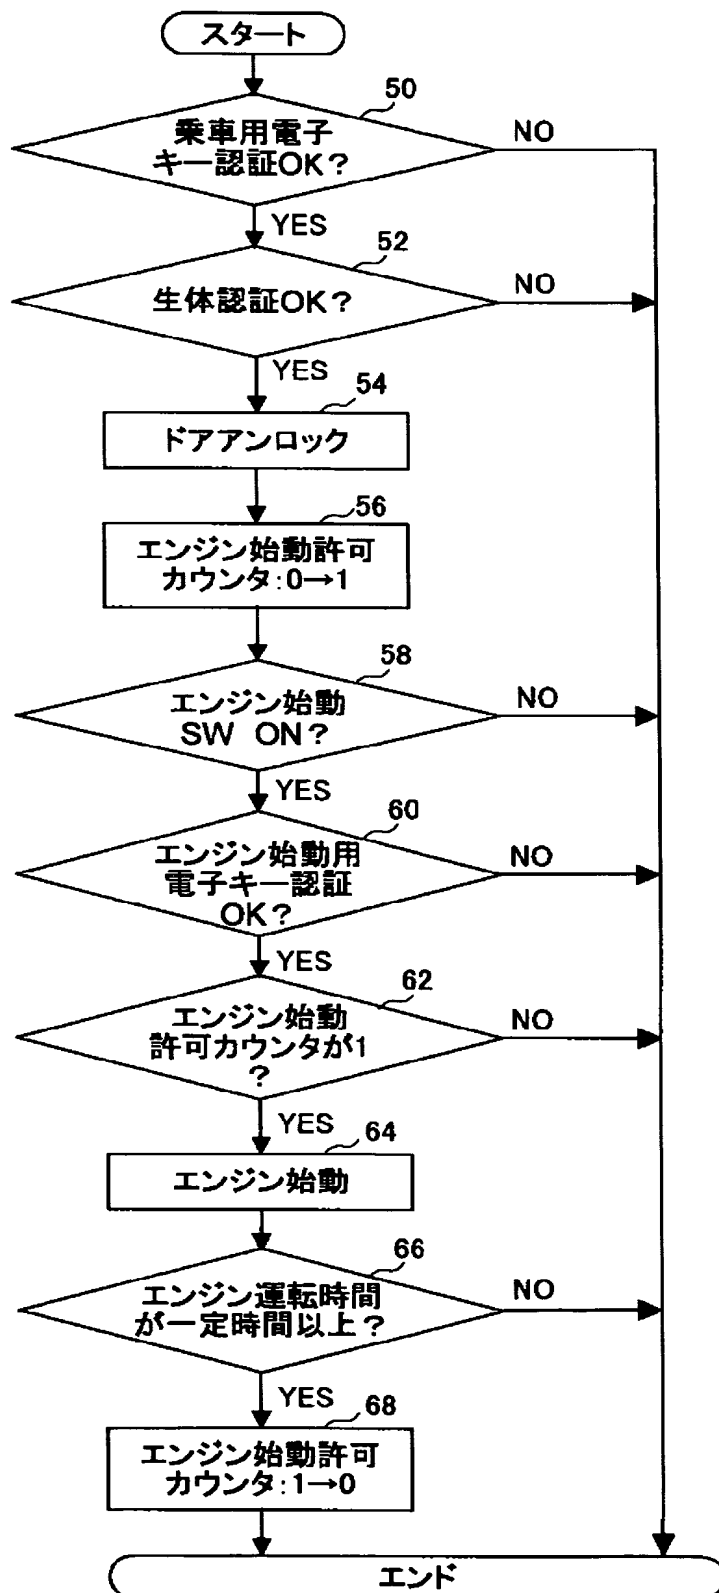 スタート
50
乗車用電子
キー認証OK?
NO
YES
52
生体認証OK?
NO
YES
54
ドアアンロック
56
エンジン始動許可
カウンタ:0→1
58
エンジン始動
SW ON?
NO
YES
60
エンジン始動用
電子キー認証
OK?
NO
YES
62
エンジン始動
許可カウンタが1
?
NO
YES
64
エンジン始動
66
エンジン運転時間
が一定時間以上?
NO
YES
68
エンジン始動許可
カウンタ:1→0
エンド